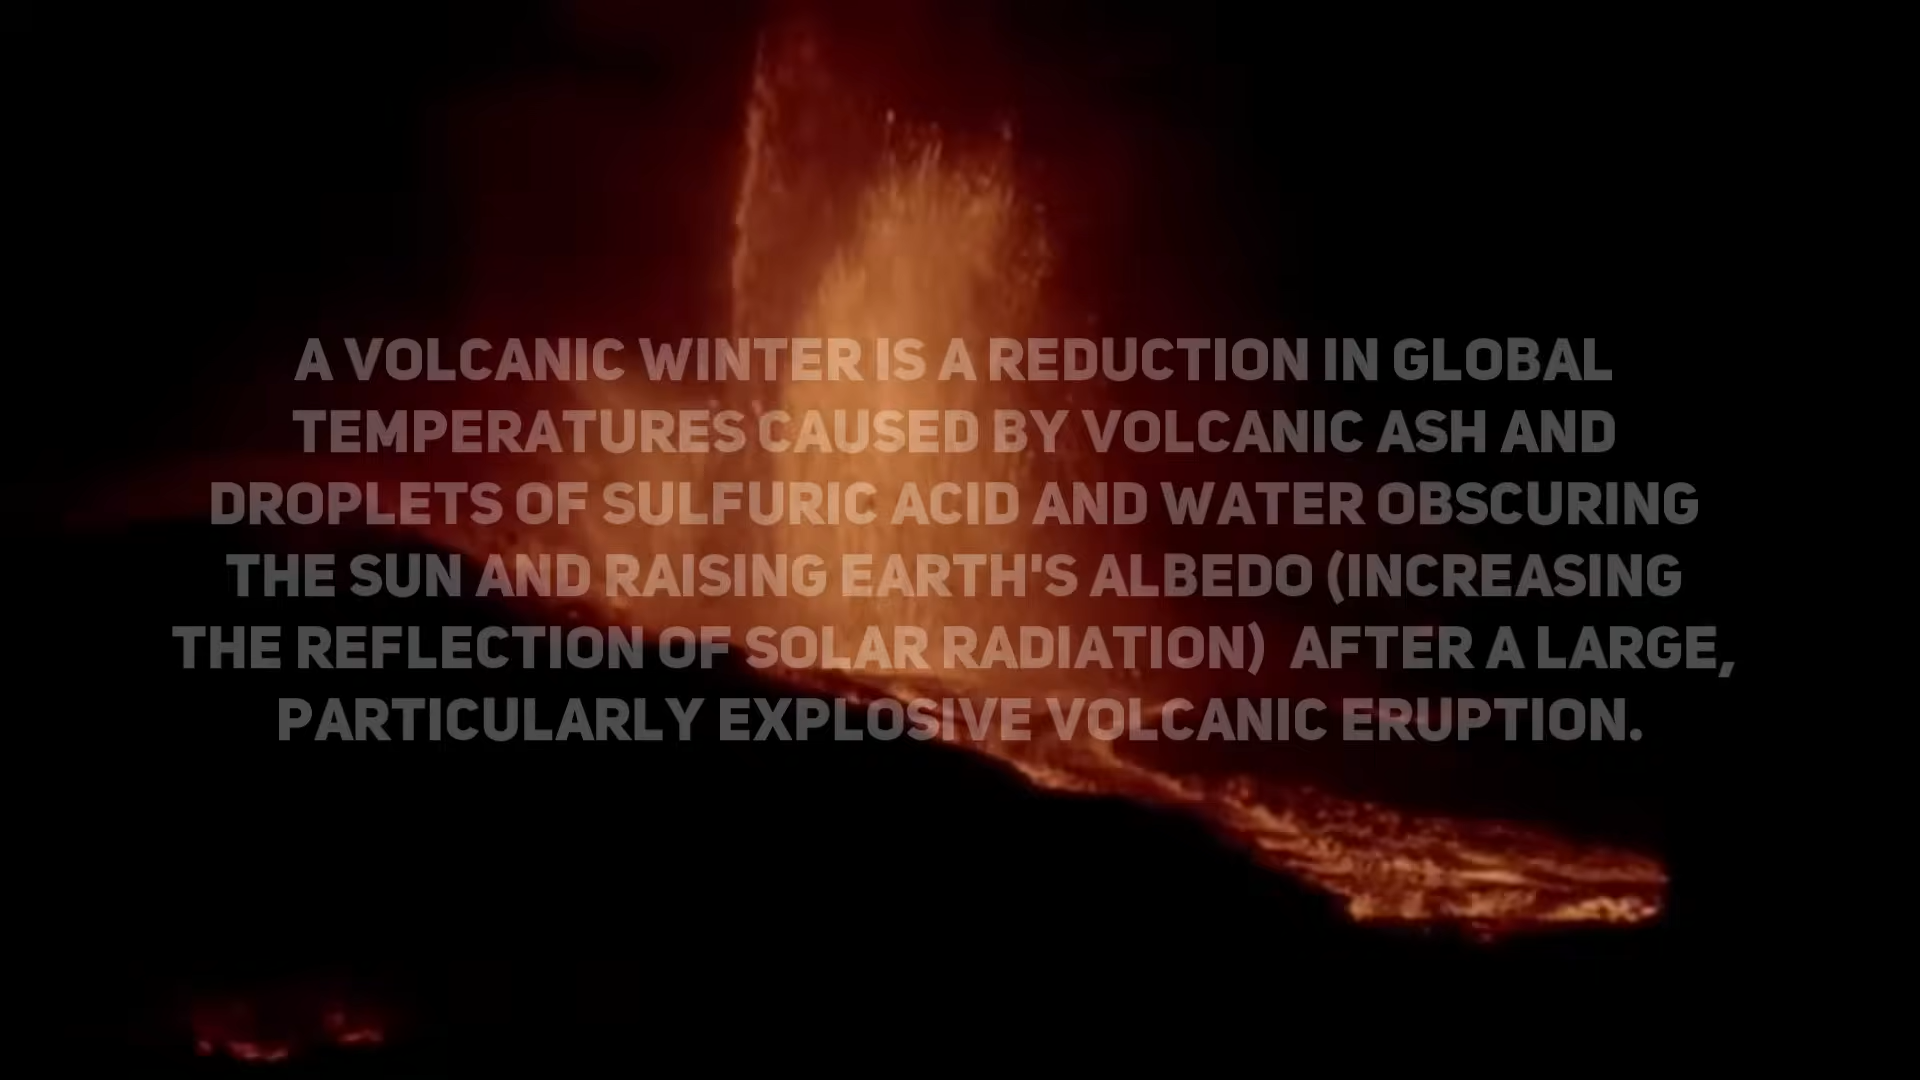 A VOLCANIC WINTER IS A REDUCTION IN GLOBAL
TEMPERATURES CAUSED BY VOLCANIC ASH AND
DROPLETS OF SULFURIC ACID AND WATER OBSCURING
THE SUN AND RAISING EARTH'S ALBEDO (INCREASING
THE REFLECTION OF SOLAR RADIATION) AFTER A LARGE,
PARTICULARLY EXPLOSIVE VOLCANIC ERUPTION.